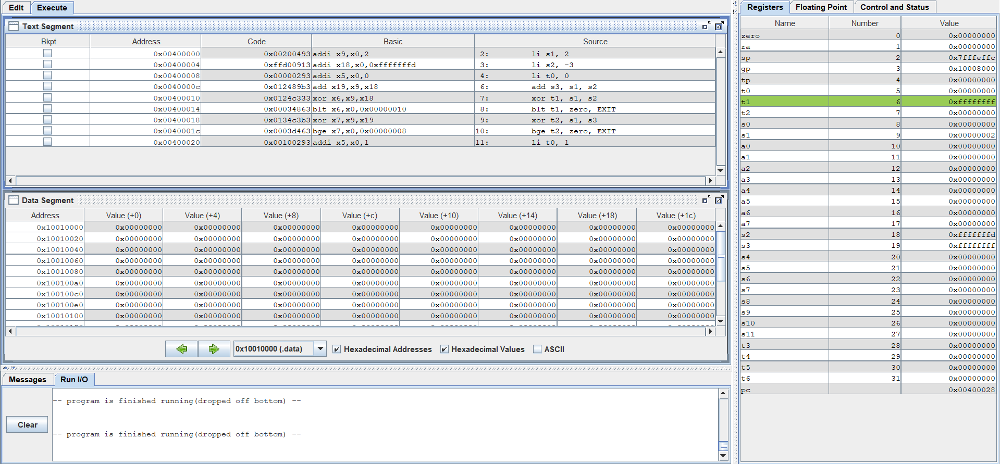 Edit Execute
Text Segment
Bkpt Address Code Basic Source
0x00400000 0x00200493 addi x9,x0,2 2: li s1, 2
0x00400004 0xffd00913 addi x18,x0,0xfffffffd 3: li s2, -3
0x00400008 0x00000293 addi x5,x0,0 4: li t0, 0
0x0040000c 0x012489b3 add x19,x9,x18 6: add s3, s1, s2
0x00400010 0x0124c333 xor x6,x9,x18 7: xor t1, s1, s2
0x00400014 0x00034863 blt x6,x0,0x00000010 8: blt t1, zero, EXIT
0x00400018 0x0134c3b3 xor x7,x9,x19 9: xor t2, s1, s3
0x0040001c 0x0003d463 bge x7,x0,0x00000008 10: bge t2, zero, EXIT
0x00400020 0x00100293 addi x5,x0,1 11: li t0, 1
Data Segment
Address Value (+0) Value (+4) Value (+8) Value (+c) Value (+10) Value (+14) Value (+18) Value (+1c)
0x10010000 0x00000000 0x00000000 0x00000000 0x00000000 0x00000000 0x00000000 0x00000000 0x00000000
0x10010020 0x00000000 0x00000000 0x00000000 0x00000000 0x00000000 0x00000000 0x00000000 0x00000000
0x10010040 0x00000000 0x00000000 0x00000000 0x00000000 0x00000000 0x00000000 0x00000000 0x00000000
0x10010060 0x00000000 0x00000000 0x00000000 0x00000000 0x00000000 0x00000000 0x00000000 0x00000000
0x10010080 0x00000000 0x00000000 0x00000000 0x00000000 0x00000000 0x00000000 0x00000000 0x00000000
0x100100a0 0x00000000 0x00000000 0x00000000 0x00000000 0x00000000 0x00000000 0x00000000 0x00000000
0x100100c0 0x00000000 0x00000000 0x00000000 0x00000000 0x00000000 0x00000000 0x00000000 0x00000000
0x100100e0 0x00000000 0x00000000 0x00000000 0x00000000 0x00000000 0x00000000 0x00000000 0x00000000
0x10010100 0x00000000 0x00000000 0x00000000 0x00000000 0x00000000 0x00000000 0x00000000 0x00000000
0x10010000 (.data) Hexadecimal Addresses Hexadecimal Values ASCII
Messages Run I/O
-- program is finished running(dropped off bottom) --
Clear
-- program is finished running(dropped off bottom) --
Registers Floating Point Control and Status
Name Number Value
zero 0 0x00000000
ra 1 0x00000000
sp 2 0x7fffeffc
gp 3 0x10008000
tp 4 0x00000000
t0 5 0x00000000
t1 6 0xffffffff
t2 7 0x00000000
s0 8 0x00000000
s1 9 0x00000002
a0 10 0x00000000
a1 11 0x00000000
a2 12 0x00000000
a3 13 0x00000000
a4 14 0x00000000
a5 15 0x00000000
a6 16 0x00000000
a7 17 0x00000000
s2 18 0xfffffffd
s3 19 0xffffffff
s4 20 0x00000000
s5 21 0x00000000
s6 22 0x00000000
s7 23 0x00000000
s8 24 0x00000000
s9 25 0x00000000
s10 26 0x00000000
s11 27 0x00000000
t3 28 0x00000000
t4 29 0x00000000
t5 30 0x00000000
t6 31 0x00000000
pc 0x00400028